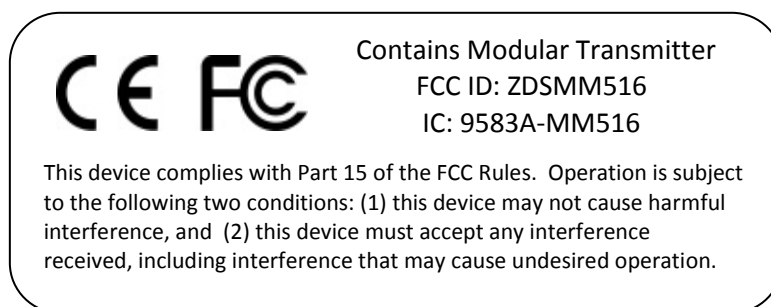 CE FC
Contains Modular Transmitter
FCC ID: ZDSMM516
IC: 9583A-MM516
This device complies with Part 15 of the FCC Rules.  Operation is subject
to the following two conditions: (1) this device may not cause harmful
interference, and  (2) this device must accept any interference
received, including interference that may cause undesired operation.